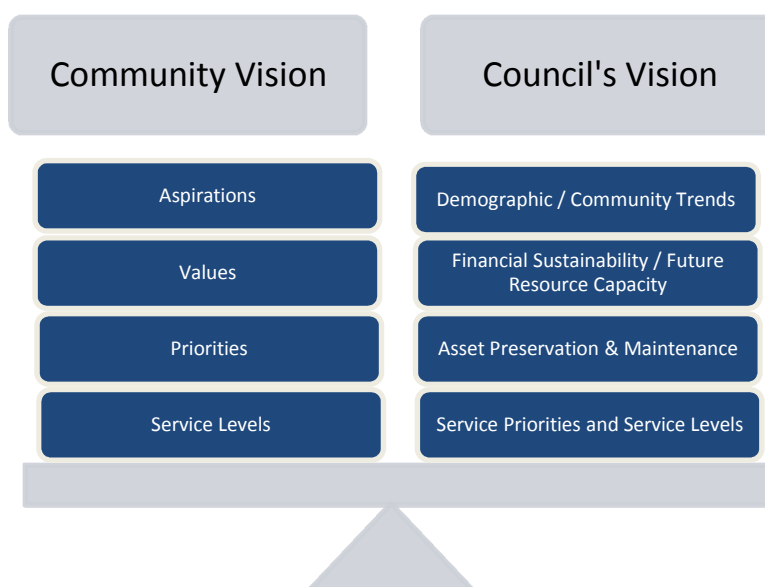 Community Vision
Council's Vision
Aspirations
Values
Priorities
Service Levels
Demographic / Community Trends
Financial Sustainability / Future
Resource Capacity
Asset Preservation & Maintenance
Service Priorities and Service Levels